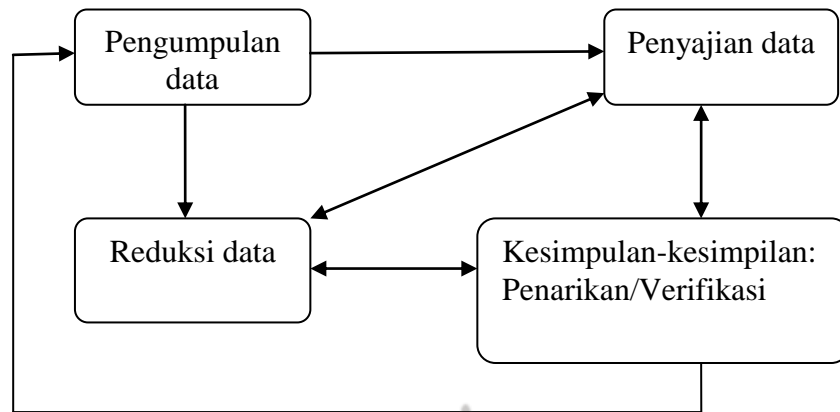 Pengumpulan
data
Penyajian data
Reduksi data
Kesimpulan-kesimpilan:
Penarikan/Verifikasi